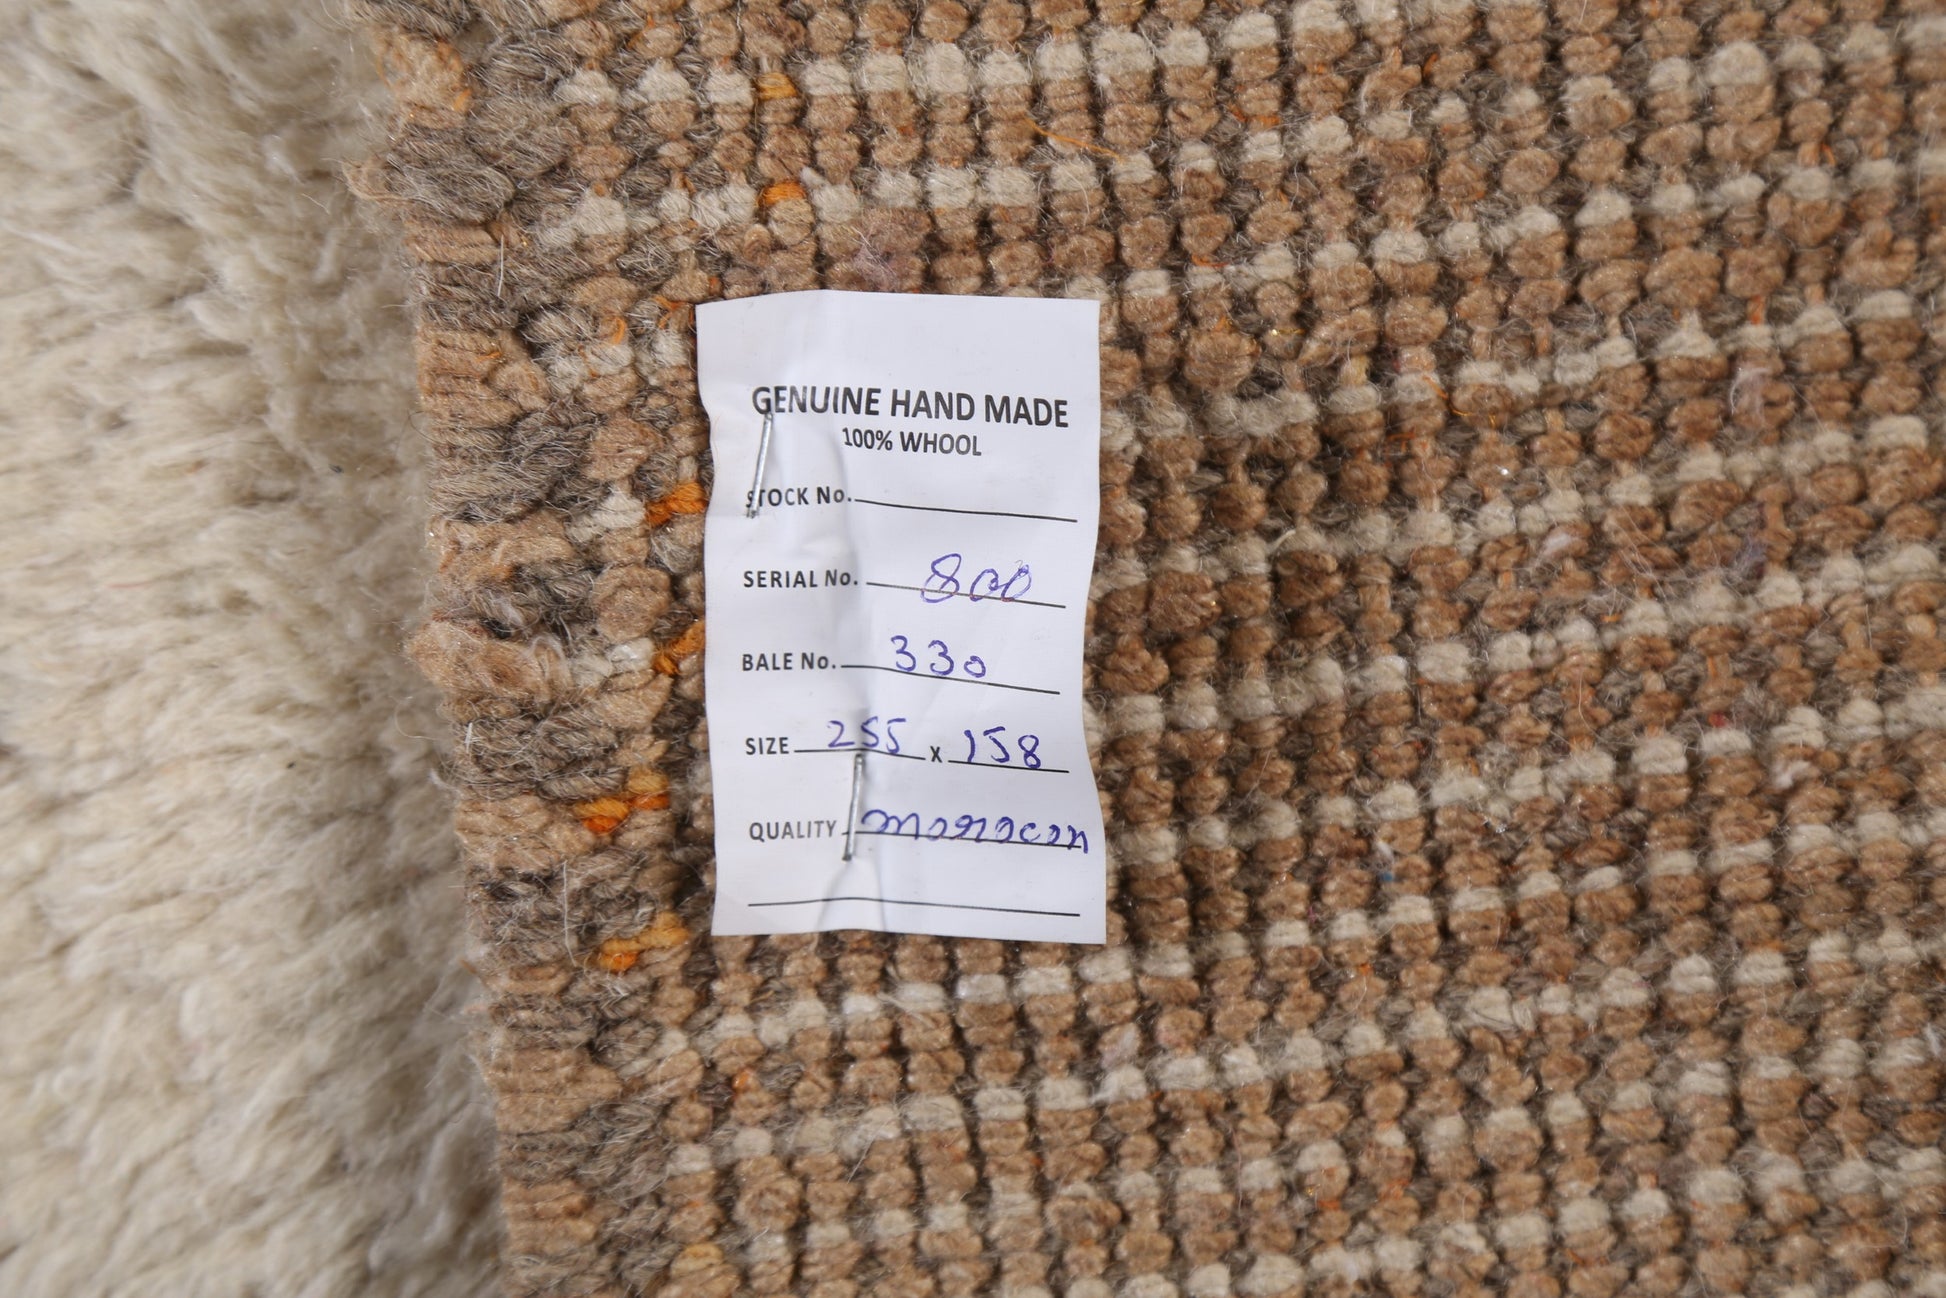 GENUINE HAND MADE
100% WHOOL
STOCK No.
SERIAL No. 800
BALE No. 330
SIZE 255 x 158
QUALITY morocon